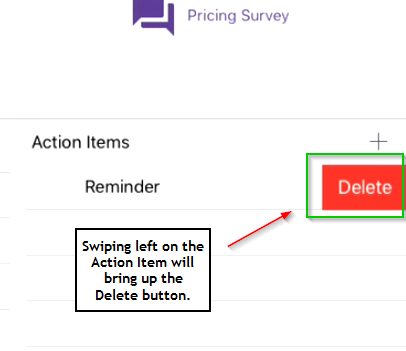 Pricing Survey
Action Items
Reminder
Delete
Swiping left on the
Action Item will
bring up the
Delete button.